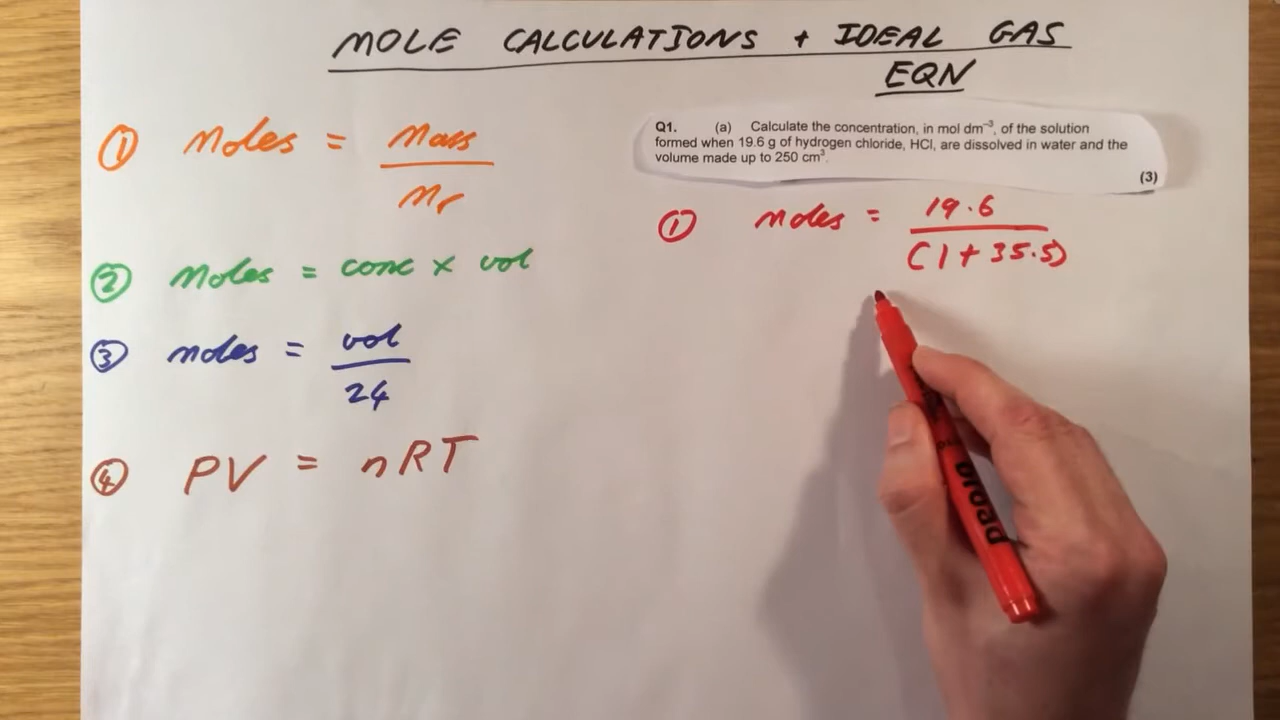 MOLE CALCULATIONS + IDEAL GAS
EQN
① Moles = Mass
Mr
② Moles = conc × vol
③ moles = vol
24
④ PV = nRT
Q1. (a) Calculate the concentration, in mol dm⁻³, of the solution
formed when 19.6 g of hydrogen chloride, HCl, are dissolved in water and the
volume made up to 250 cm³.
(3)
① moles = 19.6
(1 + 35.5)
broad